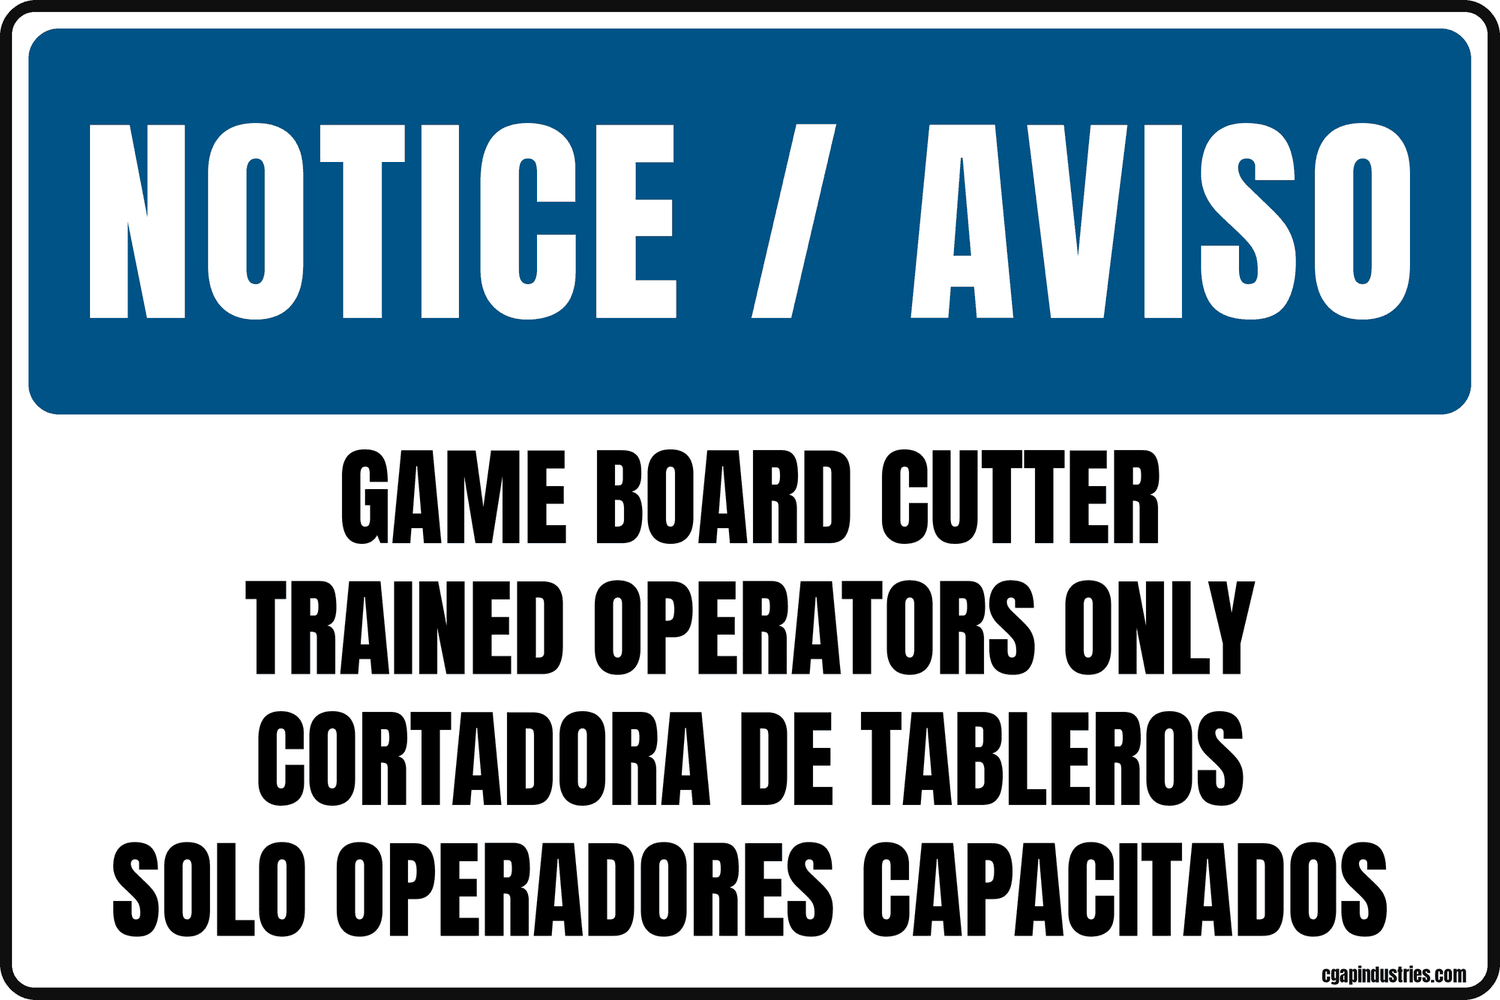 NOTICE / AVISO
GAME BOARD CUTTER
TRAINED OPERATORS ONLY
CORTADORA DE TABLEROS
SOLO OPERADORES CAPACITADOS
cgapindustries.com